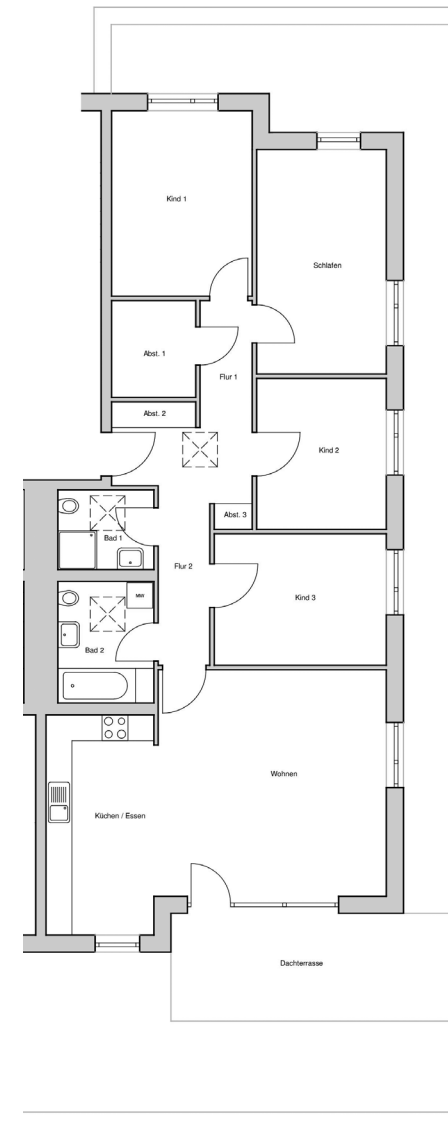 Kind 1
Schlafen
Abst. 1
Flur 1
Abst. 2
Kind 2
Abst. 3
Bad 1
Flur 2
MW
Kind 3
Bad 2
Wohnen
Küchen / Essen
Dachterrasse